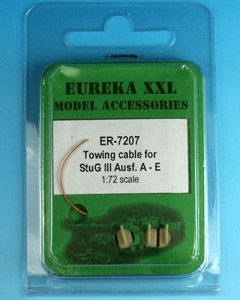 EUREKA XXL
MODEL ACCESSORIES
ER-7207
Towing cable for
StuG III Ausf. A - E
1:72 scale